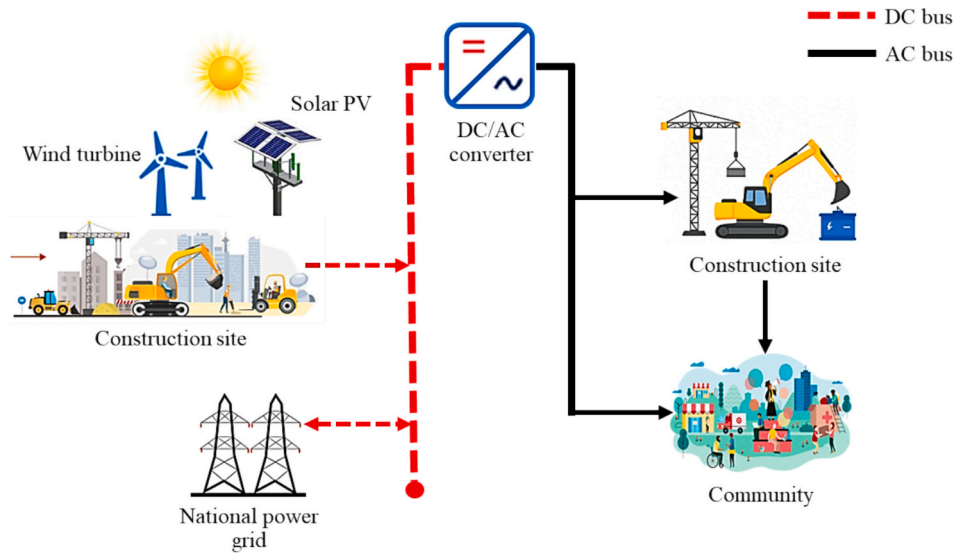 DC bus
AC bus
Solar PV
Wind turbine
DC/AC
converter
Construction site
Construction site
National power
grid
Community